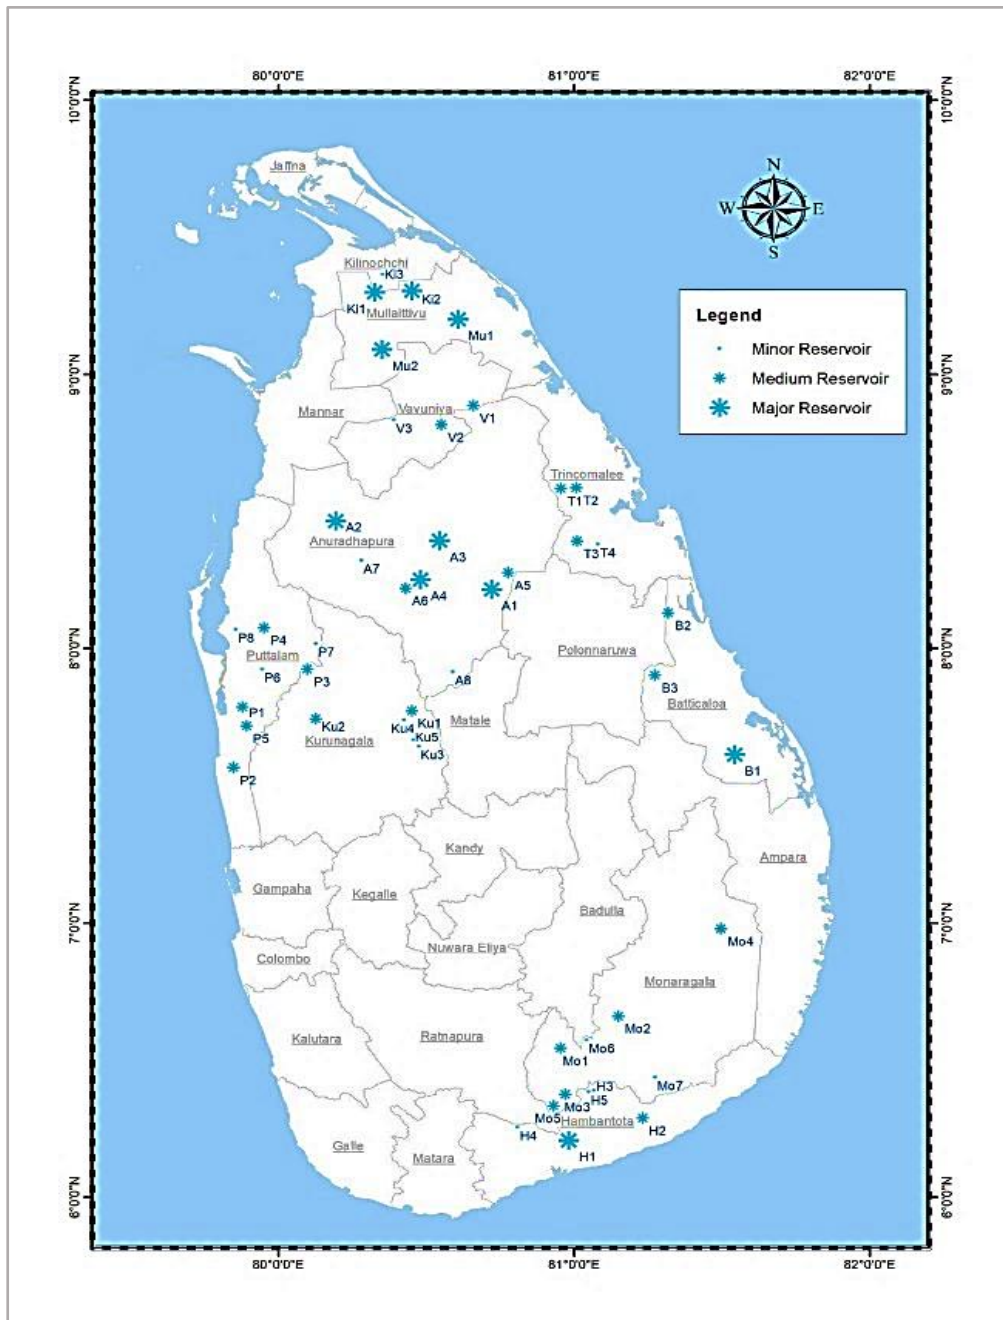 80°0'0"E 81°0'0"E 82°0'0"E
10°0'0"N 10°0'0"N
Jaffna
N
W E
S
Kilinochchi
Ki3
Ki1 Ki2
Mullaittivu
Mu1
Mu2
Legend
Minor Reservoir
Medium Reservoir
Major Reservoir
9°0'0"N 9°0'0"N
Mannar
Vavuniya
V1
V3
V2
Trincomalee
T1 T2
A2
Anuradhapura
A3
T3 T4
A7
A5
A6 A4
A1
B2
P8 P4
8°0'0"N 8°0'0"N
Puttalam
P7
Polonnaruwa
P6
P3
A8
B3
Batticaloa
P1
Ku2
Ku4 Ku1
Matale
P5
Kurunagala
Ku5
Ku3
P2
B1
Kandy
Ampara
Gampaha
Kegalle
Badulla
7°0'0"N 7°0'0"N
Mo4
Colombo
Nuwara Eliya
Monaragala
Mo2
Kalutara
Ratnapura
Mo6
Mo1
H3
Mo7
H5
Mo3
Mo5
Hambantota
H2
H4
Galle
Matara
H1
6°0'0"N 6°0'0"N
80°0'0"E 81°0'0"E 82°0'0"E